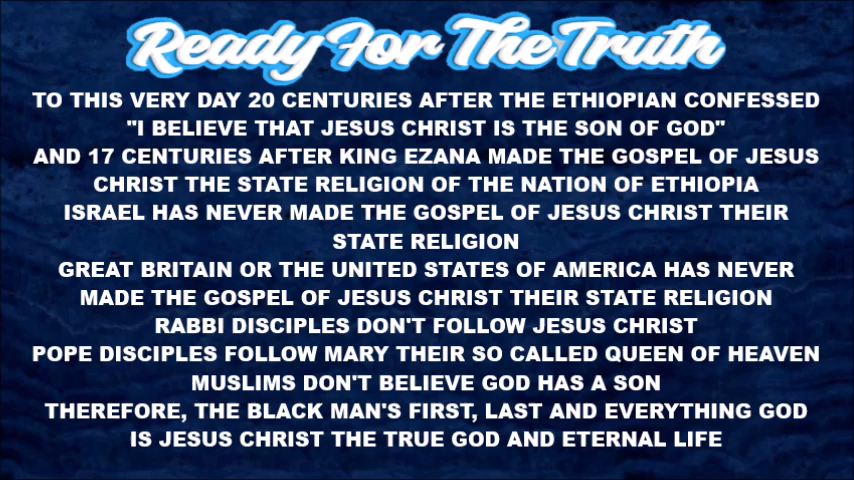 Ready For The Truth
TO THIS VERY DAY 20 CENTURIES AFTER THE ETHIOPIAN CONFESSED
"I BELIEVE THAT JESUS CHRIST IS THE SON OF GOD"
AND 17 CENTURIES AFTER KING EZANA MADE THE GOSPEL OF JESUS
CHRIST THE STATE RELIGION OF THE NATION OF ETHIOPIA
ISRAEL HAS NEVER MADE THE GOSPEL OF JESUS CHRIST THEIR
STATE RELIGION
GREAT BRITAIN OR THE UNITED STATES OF AMERICA HAS NEVER
MADE THE GOSPEL OF JESUS CHRIST THEIR STATE RELIGION
RABBI DISCIPLES DON'T FOLLOW JESUS CHRIST
POPE DISCIPLES FOLLOW MARY THEIR SO CALLED QUEEN OF HEAVEN
MUSLIMS DON'T BELIEVE GOD HAS A SON
THEREFORE, THE BLACK MAN'S FIRST, LAST AND EVERYTHING GOD
IS JESUS CHRIST THE TRUE GOD AND ETERNAL LIFE